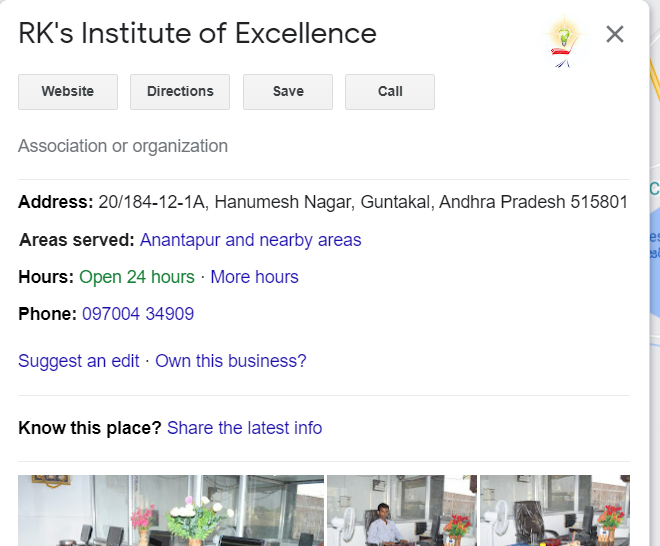 RK's Institute of Excellence
Website Directions Save Call
Association or organization
Address: 20/184-12-1A, Hanumesh Nagar, Guntakal, Andhra Pradesh 515801
Areas served: Anantapur and nearby areas
Hours: Open 24 hours · More hours
Phone: 097004 34909
Suggest an edit · Own this business?
Know this place? Share the latest info